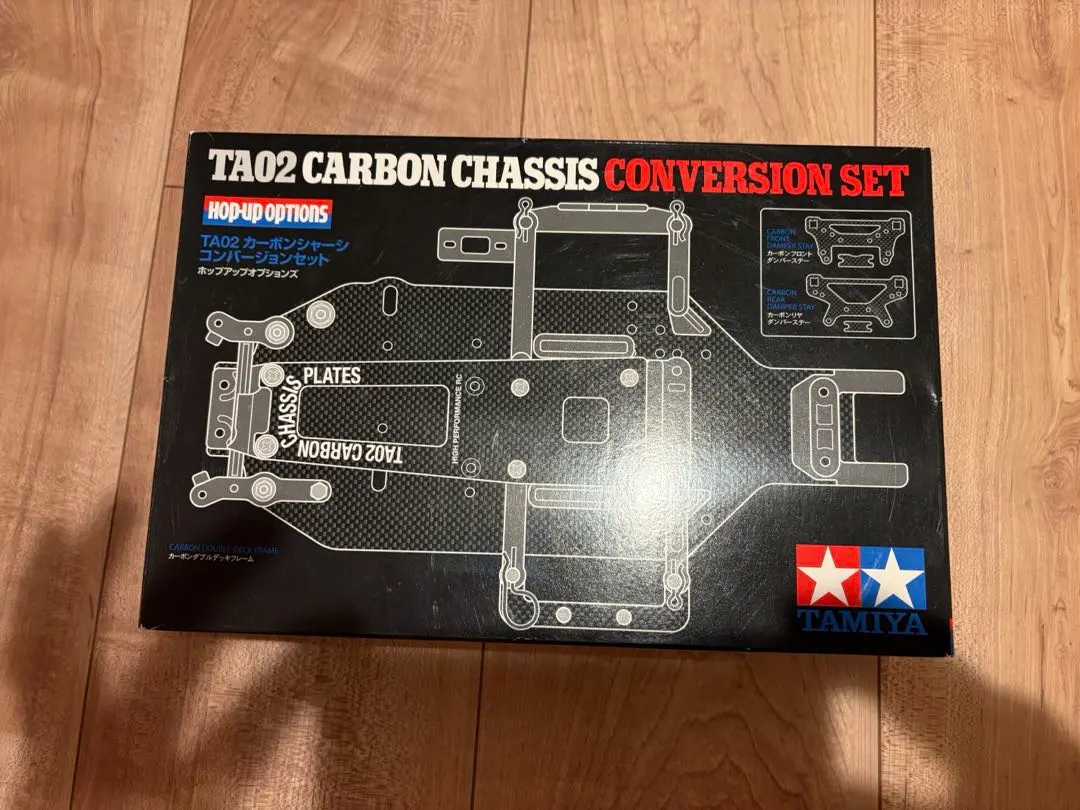 TA02 CARBON CHASSIS CONVERSION SET
HOP-UP OPTIONS
TA02 カーボンシャーシ
コンバージョンセット
ホップアップオプションズ
CARBON
FRONT
DAMPER STAY
カーボンフロント
ダンパーステー
CARBON
REAR
DAMPER STAY
カーボンリヤ
ダンパーステー
CHASSIS PLATES
TA02 CARBON
HIGH PERFORMANCE RC
CARBON DOUBLE-DECK FRAME
カーボンダブルデッキフレーム
TAMIYA